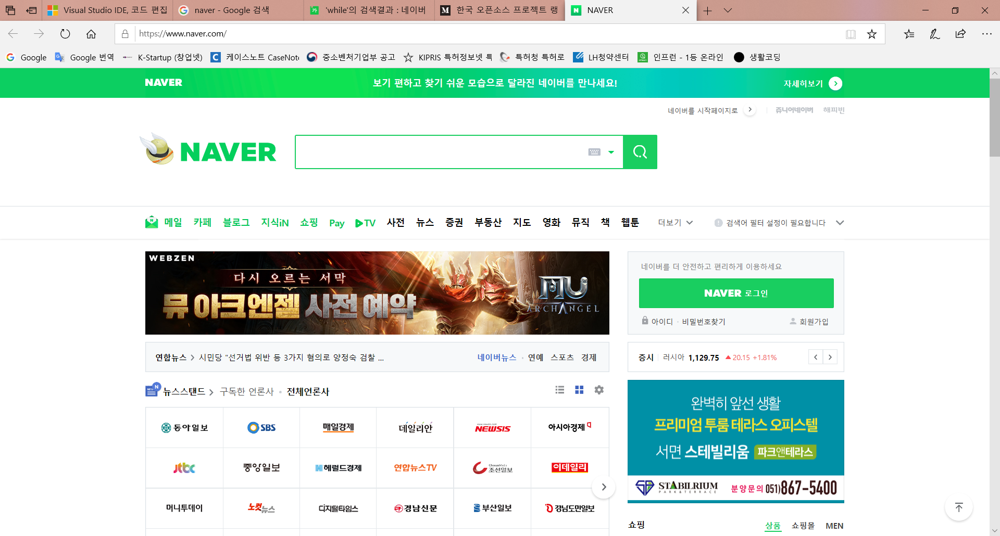 Visual Studio IDE, 코드 편집
naver - Google 검색
'while'의 검색결과 : 네이버
한국 오픈소스 프로젝트 랭
NAVER
https://www.naver.com/
Google
Google 번역
K-Startup (창업넷)
케이스노트 CaseNote
중소벤처기업부 공고
KIPRIS 특허정보넷 특
특허청 특허로
LH청약센터
인프런 - 1등 온라인
생활코딩
NAVER
보기 편하고 찾기 쉬운 모습으로 달라진 네이버를 만나세요!
자세히보기
네이버를 시작페이지로
쥬니어네이버
해피빈
NAVER
메일 카페 블로그 지식iN 쇼핑 Pay TV 사전 뉴스 증권 부동산 지도 영화 뮤직 책 웹툰
더보기
검색어 필터 설정이 필요합니다
WEBZEN
다시 오르는 서막
뮤 아크엔젤 사전 예약
MU
ARCHANGEL
네이버를 더 안전하고 편리하게 이용하세요
NAVER 로그인
아이디 · 비밀번호찾기
회원가입
연합뉴스 > 시민당 "선거법 위반 등 3가지 혐의로 양정숙 검찰 ...
네이버뉴스 · 연예 스포츠 경제
증시 러시아 1,129.75 ▲20.15 +1.81%
뉴스스탠드 > 구독한 언론사 · 전체언론사
동아일보
SBS
매일경제
데일리안
www.newsis.com
NEWSIS
아시아경제
jtbc
중앙일보
헤럴드경제
연합뉴스TV
ChosunMedia
조선일보
이데일리
머니투데이
노컷뉴스
디지털타임스
경남신문
부산일보
경남도민일보
완벽히 앞선 생활
프리미엄 투룸 테라스 오피스텔
서면 스테빌리움 파크앤테라스
STABILRIUM
PARK & TERRACE
분양문의 051)867-5400
쇼핑
상품 쇼핑몰 MEN